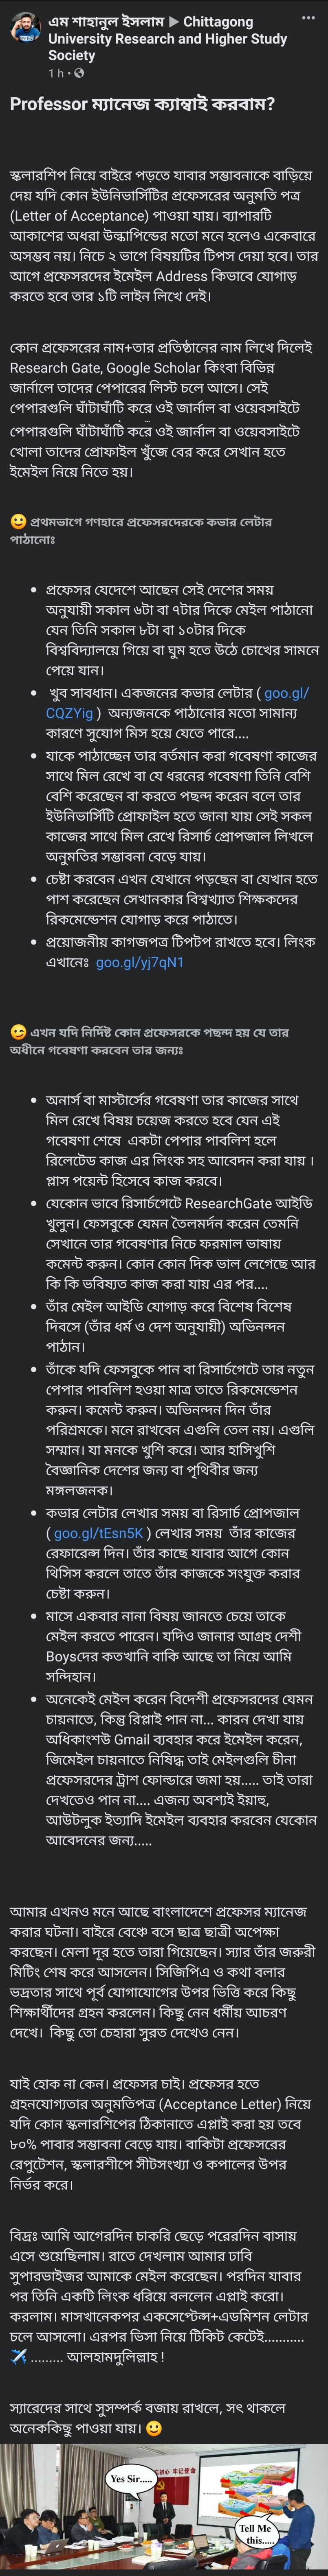 এম শাহানুল ইসলাম ▶ Chittagong
University Research and Higher Study
Society
1 h ·
Professor ম্যানেজ ক্যাম্বাই করবাম?
স্কলারশিপ নিয়ে বাইরে পড়তে যাবার সম্ভাবনাকে বাড়িয়ে
দেয় যদি কোন ইউনিভার্সিটির প্রফেসরের অনুমতি পত্র
(Letter of Acceptance) পাওয়া যায়। ব্যাপারটি
আকাশের অধরা উল্কাপিন্ডের মতো মনে হলেও একেবারে
অসম্ভব নয়। নিচে ২ ভাগে বিষয়টির টিপস দেয়া হবে। তার
আগে প্রফেসরদের ইমেইল Address কিভাবে যোগাড়
করতে হবে তার ১টি লাইন লিখে দেই।
কোন প্রফেসরের নাম+তার প্রতিষ্ঠানের নাম লিখে দিলেই
Research Gate, Google Scholar কিংবা বিভিন্ন
জার্নালে তাদের পেপারের লিস্ট চলে আসে। সেই
পেপারগুলি ঘাঁটাঘাঁটি করে ওই জার্নাল বা ওয়েবসাইটে
পেপারগুলি ঘাঁটাঘাঁটি করে ওই জার্নাল বা ওয়েবসাইটে
খোলা তাদের প্রোফাইল খুঁজে বের করে সেখান হতে
ইমেইল নিয়ে নিতে হয়।
🙂 প্রথমভাগে গণহারে প্রফেসরদেরকে কভার লেটার
পাঠানোঃ
• প্রফেসর যেদেশে আছেন সেই দেশের সময়
অনুযায়ী সকাল ৬টা বা ৭টার দিকে মেইল পাঠানো
যেন তিনি সকাল ৮টা বা ১০টার দিকে
বিশ্ববিদ্যালয়ে গিয়ে বা ঘুম হতে উঠে চোখের সামনে
পেয়ে যান।
• খুব সাবধান। একজনের কভার লেটার ( goo.gl/
CQZYig ) অন্যজনকে পাঠানোর মতো সামান্য
কারণে সুযোগ মিস হয়ে যেতে পারে....
• যাকে পাঠাচ্ছেন তার বর্তমান করা গবেষণা কাজের
সাথে মিল রেখে বা যে ধরনের গবেষণা তিনি বেশি
বেশি করেছেন বা করতে পছন্দ করেন বলে তার
ইউনিভার্সিটি প্রোফাইল হতে জানা যায় সেই সকল
কাজের সাথে মিল রেখে রিসার্চ প্রোপজাল লিখলে
অনুমতির সম্ভাবনা বেড়ে যায়।
• চেষ্টা করবেন এখন যেখানে পড়ছেন বা যেখান হতে
পাশ করেছেন সেখানকার বিশ্বখ্যাত শিক্ষকদের
রিকমেন্ডেশন যোগাড় করে পাঠাতে।
• প্রয়োজনীয় কাগজপত্র টিপটপ রাখতে হবে। লিংক
এখানেঃ goo.gl/yj7qN1
😉 এখন যদি নির্দিষ্ট কোন প্রফেসরকে পছন্দ হয় যে তার
অধীনে গবেষণা করবেন তার জন্যঃ
• অনার্স বা মাস্টার্সের গবেষণা তার কাজের সাথে
মিল রেখে বিষয় চয়েজ করতে হবে যেন এই
গবেষণা শেষে একটা পেপার পাবলিশ হলে
রিলেটেড কাজ এর লিংক সহ আবেদন করা যায় ।
প্লাস পয়েন্ট হিসেবে কাজ করবে।
• যেকোন ভাবে রিসার্চগেটে ResearchGate আইডি
খুলুন। ফেসবুকে যেমন তৈলমর্দন করেন তেমনি
সেখানে তার গবেষণার নিচে ফরমাল ভাষায়
কমেন্ট করুন। কোন কোন দিক ভাল লেগেছে আর
কি কি ভবিষ্যত কাজ করা যায় এর পর....
• তাঁর মেইল আইডি যোগাড় করে বিশেষ বিশেষ
দিবসে (তাঁর ধর্ম ও দেশ অনুযায়ী) অভিনন্দন
পাঠান।
• তাঁকে যদি ফেসবুকে পান বা রিসার্চগেটে তার নতুন
পেপার পাবলিশ হওয়া মাত্র তাতে রিকমেন্ডেশন
করুন। কমেন্ট করুন। অভিনন্দন দিন তাঁর
পরিশ্রমকে। মনে রাখবেন এগুলি তেল নয়। এগুলি
সম্মান। যা মনকে খুশি করে। আর হাসিখুশি
বৈজ্ঞানিক দেশের জন্য বা পৃথিবীর জন্য
মঙ্গলজনক।
• কভার লেটার লেখার সময় বা রিসার্চ প্রোপজাল
( goo.gl/tEsn5K ) লেখার সময় তাঁর কাজের
রেফারেন্স দিন। তাঁর কাছে যাবার আগে কোন
থিসিস করলে তাতে তাঁর কাজকে সংযুক্ত করার
চেষ্টা করুন।
• মাসে একবার নানা বিষয় জানতে চেয়ে তাকে
মেইল করতে পারেন। যদিও জানার আগ্রহ দেশী
Boysদের কতখানি বাকি আছে তা নিয়ে আমি
সন্দিহান।
• অনেকেই মেইল করেন বিদেশী প্রফেসরদের যেমন
চায়নাতে, কিন্তু রিপ্লাই পান না... কারন দেখা যায়
অধিকাংশই Gmail ব্যবহার করে ইমেইল করেন,
জিমেইল চায়নাতে নিষিদ্ধ তাই মেইলগুলি চীনা
প্রফেসরদের ট্রাশ ফোল্ডারে জমা হয়..... তাই তারা
দেখতেও পান না.... এজন্য অবশ্যই ইয়াহু,
আউটলুক ইত্যাদি ইমেইল ব্যবহার করবেন যেকোন
আবেদনের জন্য.....
আমার এখনও মনে আছে বাংলাদেশে প্রফেসর ম্যানেজ
করার ঘটনা। বাইরে বেঞ্চে বসে ছাত্র ছাত্রী অপেক্ষা
করছেন। মেলা দূর হতে তারা গিয়েছেন। স্যার তাঁর জরুরী
মিটিং শেষ করে আসলেন। সিজিপিএ ও কথা বলার
ভদ্রতার সাথে পূর্ব যোগাযোগের উপর ভিত্তি করে কিছু
শিক্ষার্থীদের গ্রহন করলেন। কিছু নেন ধর্মীয় আচরণ
দেখে। কিছু তো চেহারা সুরত দেখেও নেন।
যাই হোক না কেন। প্রফেসর চাই। প্রফেসর হতে
গ্রহনযোগ্যতার অনুমতিপত্র (Acceptance Letter) নিয়ে
যদি কোন স্কলারশিপের ঠিকানাতে এপ্লাই করা হয় তবে
৮০% পাবার সম্ভাবনা বেড়ে যায়। বাকিটা প্রফেসরের
রেপুটেশন, স্কলারশীপে সীটসংখ্যা ও কপালের উপর
নির্ভর করে।
বিদ্রঃ আমি আগেরদিন চাকরি ছেড়ে পরেরদিন বাসায়
এসে শুয়েছিলাম। রাতে দেখলাম আমার ঢাবি
সুপারভাইজর আমাকে মেইল করেছেন। পরদিন যাবার
পর তিনি একটি লিংক ধরিয়ে বললেন এপ্লাই করো।
করলাম। মাসখানেকপর একসেপ্টেন্স+এডমিশন লেটার
চলে আসলো। এরপর ভিসা নিয়ে টিকিট কেটেই...........
✈️ ......... আলহামদুলিল্লাহ !
স্যারেদের সাথে সুসম্পর্ক বজায় রাখলে, সৎ থাকলে
অনেককিছু পাওয়া যায়। 🙂
Yes Sir.....
Tell Me
this.....